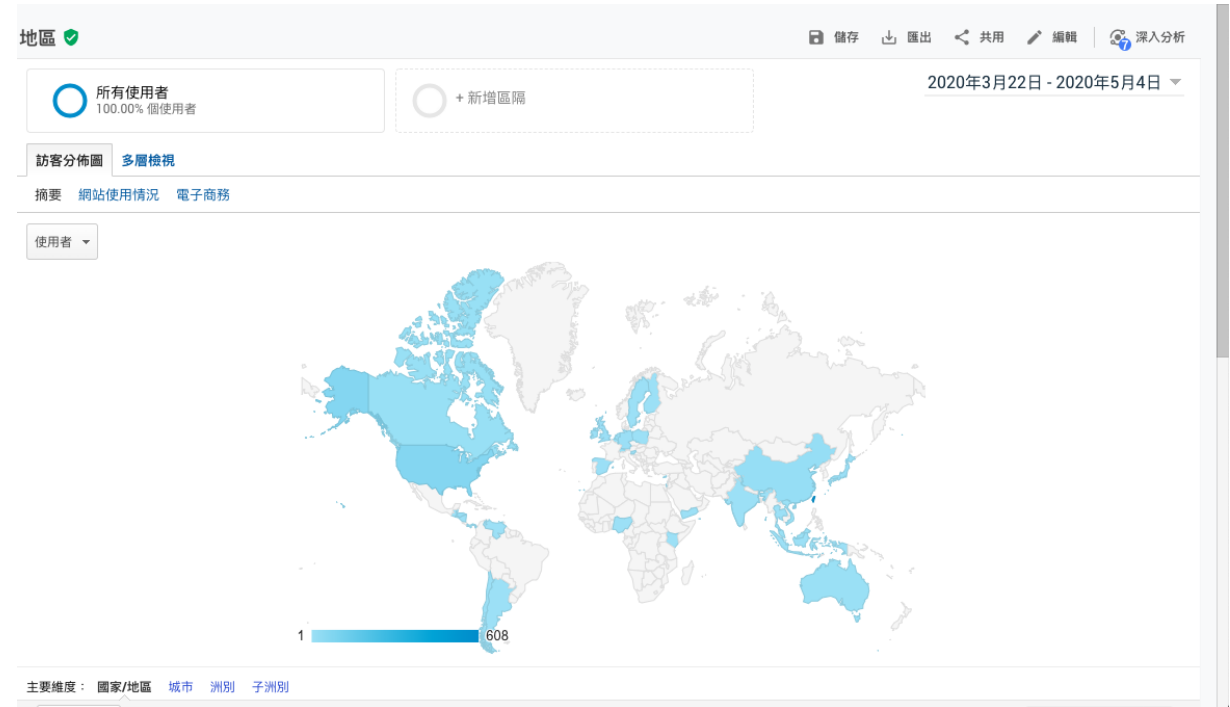 地區
儲存 匯出 共用 編輯 7 深入分析
所有使用者
100.00% 個使用者
+ 新增區隔
2020年3月22日 - 2020年5月4日
訪客分佈圖 多層檢視
摘要 網站使用情況 電子商務
使用者
1 608
主要維度： 國家/地區 城市 洲別 子洲別